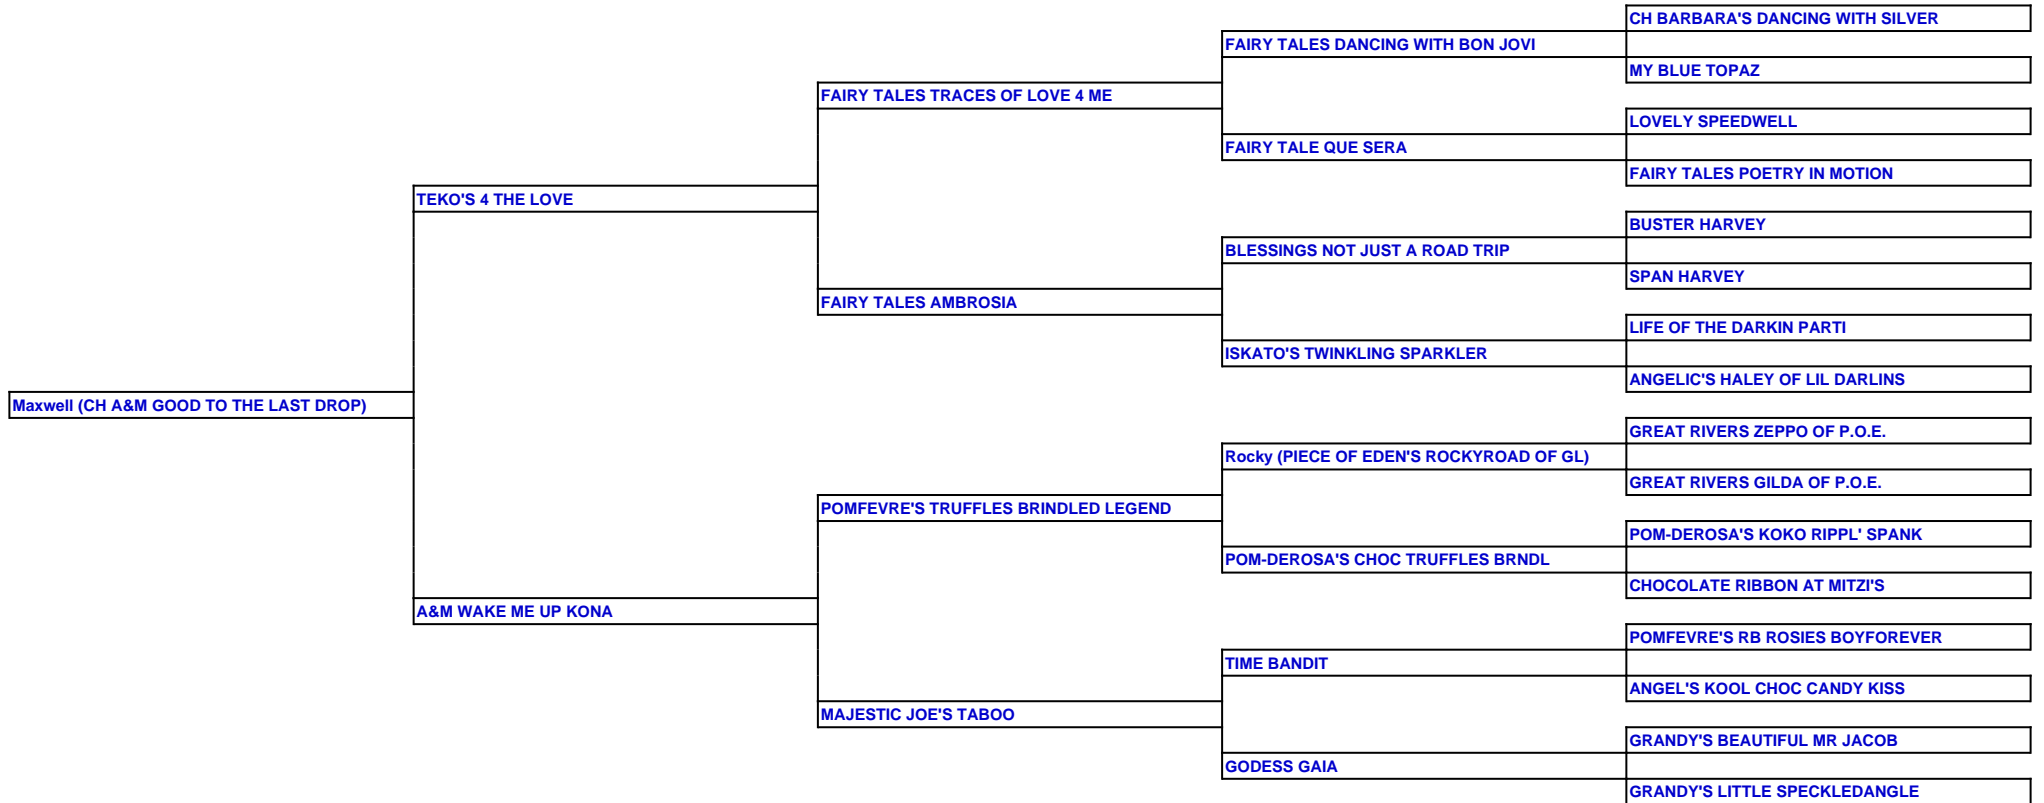 CH BARBARA'S DANCING WITH SILVER
FAIRY TALES DANCING WITH BON JOVI
MY BLUE TOPAZ
FAIRY TALES TRACES OF LOVE 4 ME
LOVELY SPEEDWELL
FAIRY TALE QUE SERA
FAIRY TALES POETRY IN MOTION
TEKO'S 4 THE LOVE
BUSTER HARVEY
BLESSINGS NOT JUST A ROAD TRIP
SPAN HARVEY
FAIRY TALES AMBROSIA
LIFE OF THE DARKIN PARTI
ISKATO'S TWINKLING SPARKLER
ANGELIC'S HALEY OF LIL DARLINS
Maxwell (CH A&M GOOD TO THE LAST DROP)
GREAT RIVERS ZEPPO OF P.O.E.
Rocky (PIECE OF EDEN'S ROCKYROAD OF GL)
GREAT RIVERS GILDA OF P.O.E.
POMFEVRE'S TRUFFLES BRINDLED LEGEND
POM-DEROSA'S KOKO RIPPL' SPANK
POM-DEROSA'S CHOC TRUFFLES BRNDL
CHOCOLATE RIBBON AT MITZI'S
A&M WAKE ME UP KONA
POMFEVRE'S RB ROSIES BOYFOREVER
TIME BANDIT
ANGEL'S KOOL CHOC CANDY KISS
MAJESTIC JOE'S TABOO
GRANDY'S BEAUTIFUL MR JACOB
GODESS GAIA
GRANDY'S LITTLE SPECKLEDANGLE